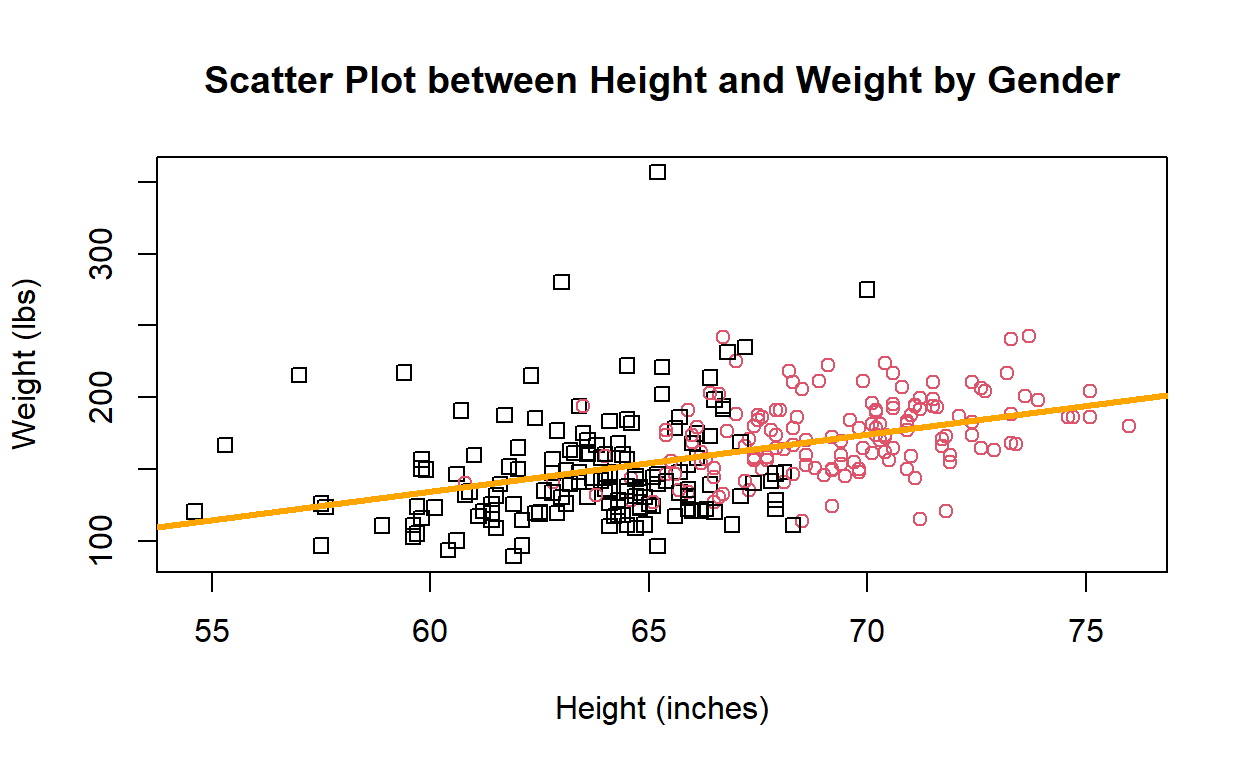 Scatter Plot between Height and Weight by Gender
Weight (lbs)
300
200
100
55 60 65 70 75
Height (inches)